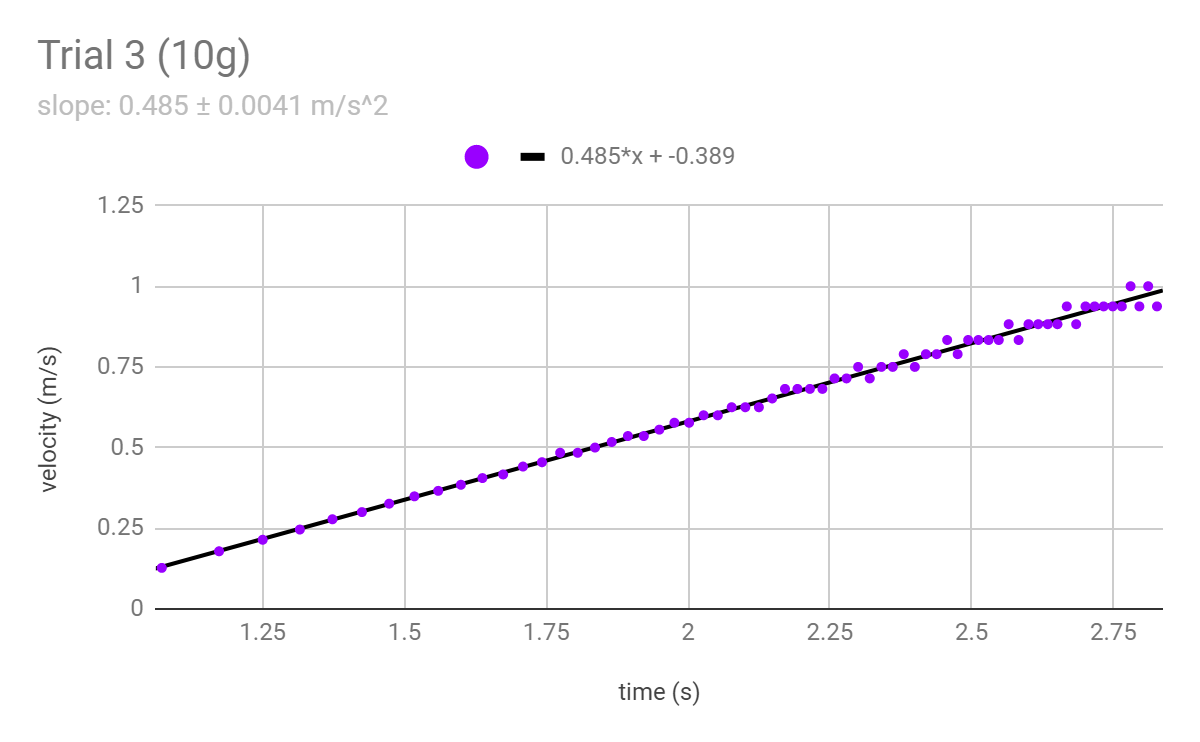 Trial 3 (10g)
slope: 0.485 ± 0.0041 m/s^2
0.485*x + -0.389
1.25
1
0.75
0.5
0.25
0
velocity (m/s)
1.25 1.5 1.75 2 2.25 2.5 2.75
time (s)